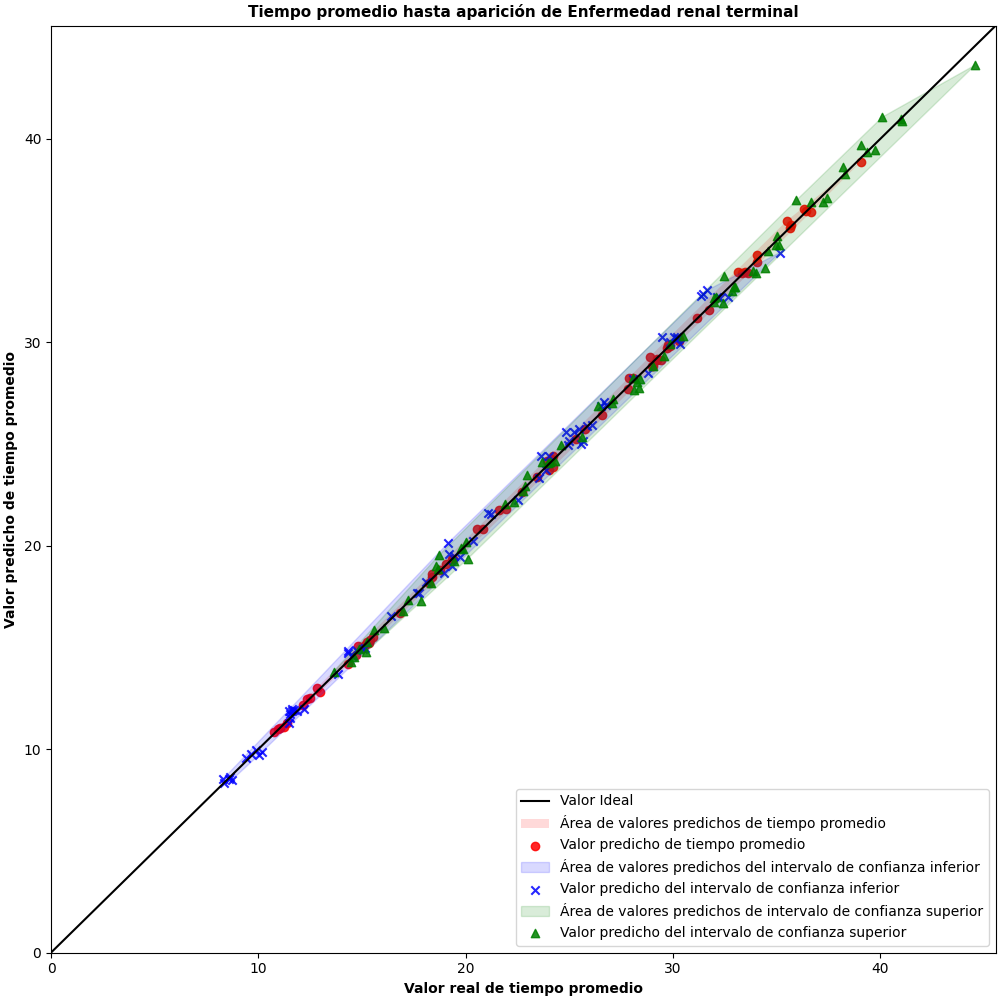 Tiempo promedio hasta aparición de Enfermedad renal terminal
Valor predicho de tiempo promedio
40
30
20
10
0
0 10 20 30 40
Valor real de tiempo promedio
Valor Ideal
Área de valores predichos de tiempo promedio
Valor predicho de tiempo promedio
Área de valores predichos del intervalo de confianza inferior
Valor predicho del intervalo de confianza inferior
Área de valores predichos de intervalo de confianza superior
Valor predicho del intervalo de confianza superior